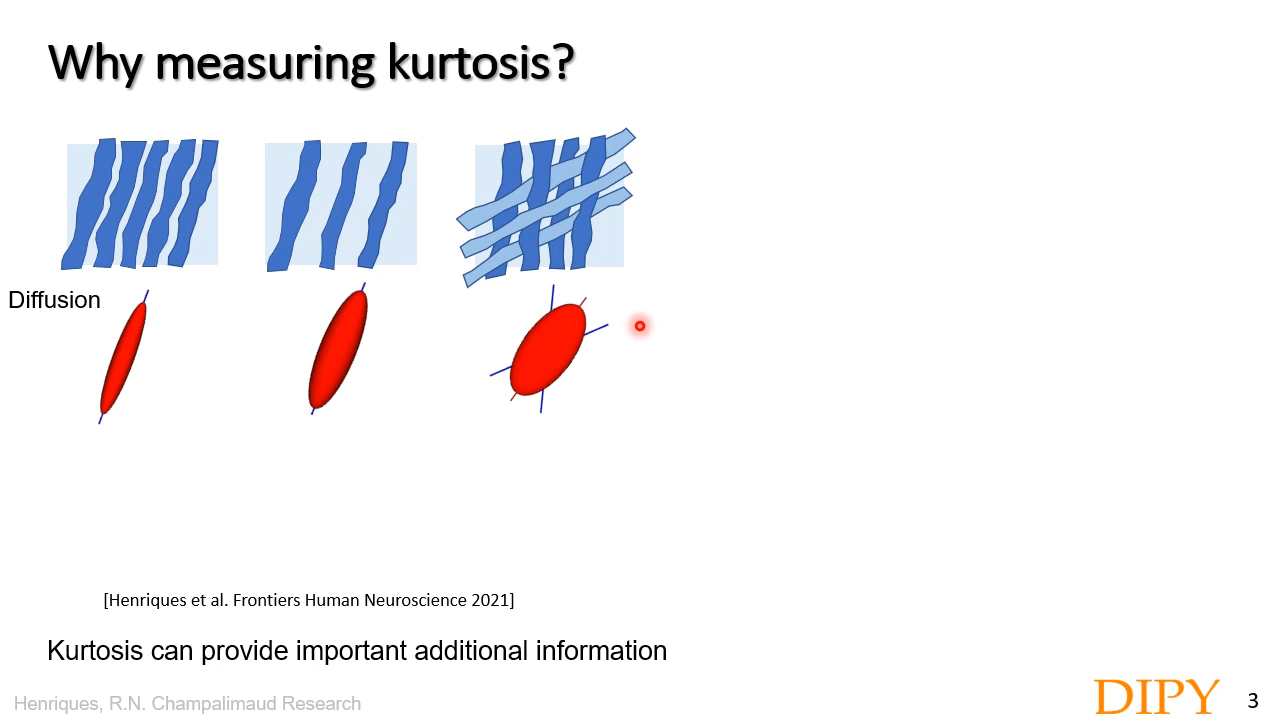 Why measuring kurtosis?
Diffusion
[Henriques et al. Frontiers Human Neuroscience 2021]
Kurtosis can provide important additional information
Henriques, R.N. Champalimaud Research
DIPY
3